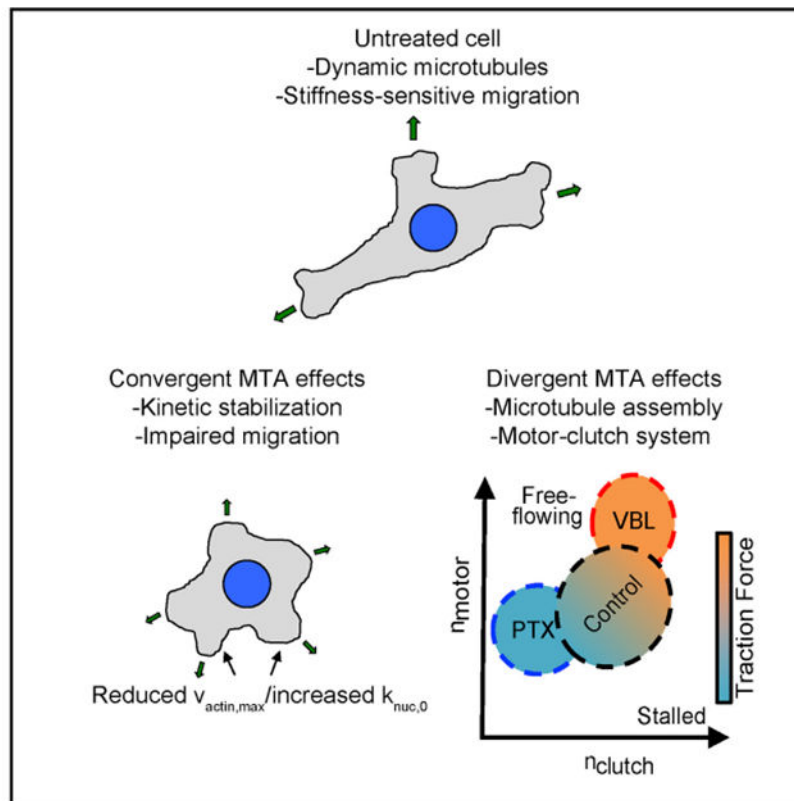 Untreated cell
-Dynamic microtubules
-Stiffness-sensitive migration
Convergent MTA effects
-Kinetic stabilization
-Impaired migration
Reduced vactin,max/increased knuc,0
Divergent MTA effects
-Microtubule assembly
-Motor-clutch system
Free-
flowing
VBL
Control
PTX
Stalled
nmotor
nclutch
Traction Force